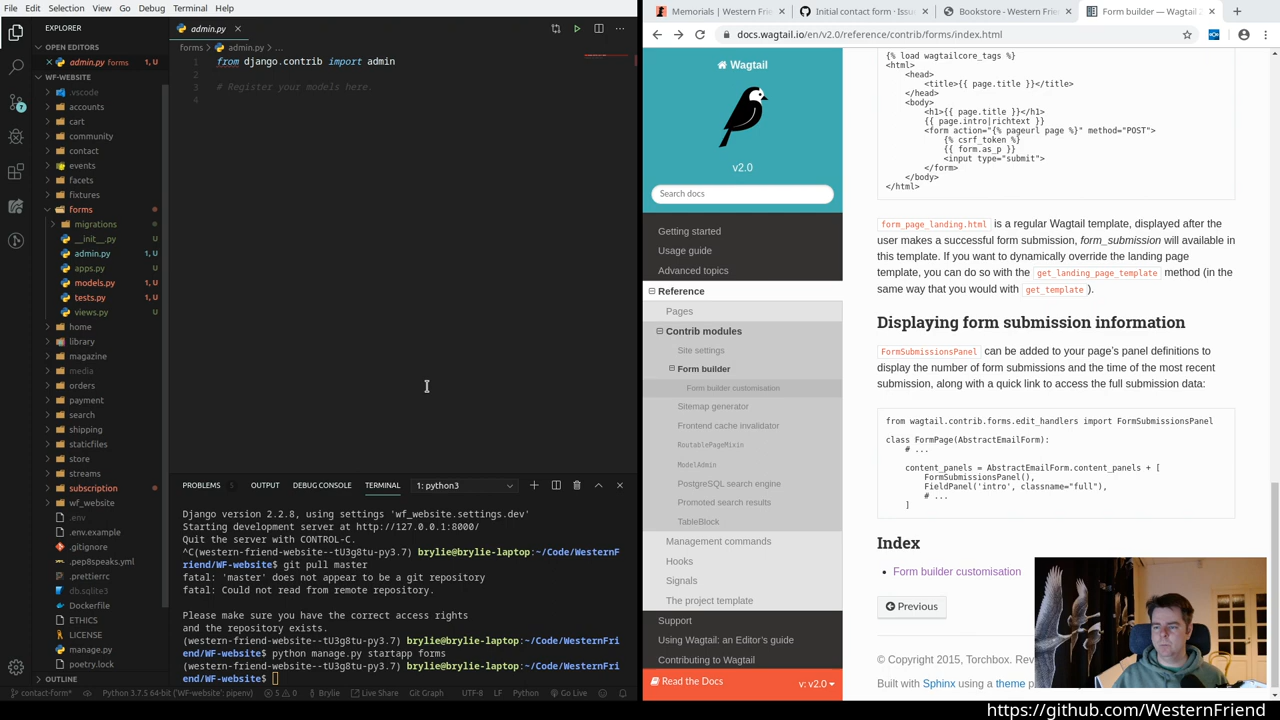 File Edit Selection View Go Debug Terminal Help
EXPLORER
OPEN EDITORS
admin.py forms 1, U
WF-WEBSITE
.vscode
accounts
cart
community
contact
events
facets
fixtures
forms
migrations
__init__.py U
admin.py 1, U
apps.py U
models.py 1, U
tests.py 1, U
views.py U
home
library
magazine
media
orders
payment
search
shipping
staticfiles
store
streams
subscription
wf_website
.env
.env.example
.gitignore
.pep8speaks.yml
.prettierrc
db.sqlite3
Dockerfile
ETHICS
LICENSE
manage.py
poetry.lock
OUTLINE
admin.py
forms > admin.py > ...
1 from django.contrib import admin
2
3 # Register your models here.
4
PROBLEMS 5 OUTPUT DEBUG CONSOLE TERMINAL 1: python3
Django version 2.2.8, using settings 'wf_website.settings.dev'
Starting development server at http://127.0.0.1:8000/
Quit the server with CONTROL-C.
^C(western-friend-website--tU3g8tu-py3.7) brylie@brylie-laptop:~/Code/WesternF
riend/WF-website$ git pull master
fatal: 'master' does not appear to be a git repository
fatal: Could not read from remote repository.
Please make sure you have the correct access rights
and the repository exists.
(western-friend-website--tU3g8tu-py3.7) brylie@brylie-laptop:~/Code/WesternFri
end/WF-website$ python manage.py startapp forms
(western-friend-website--tU3g8tu-py3.7) brylie@brylie-laptop:~/Code/WesternFri
end/WF-website$
contact-form* Python 3.7.5 64-bit ('WF-website': pipenv) 5 0 Brylie Live Share Git Graph UTF-8 LF Python Go Live
Memorials | Western Fri Initial contact form · Issu Bookstore - Western Frien Form builder — Wagtail 2
docs.wagtail.io/en/v2.0/reference/contrib/forms/index.html
Wagtail
v2.0
Search docs
Getting started
Usage guide
Advanced topics
Reference
Pages
Contrib modules
Site settings
Form builder
Form builder customisation
Sitemap generator
Frontend cache invalidator
RoutablePageMixin
ModelAdmin
PostgreSQL search engine
Promoted search results
TableBlock
Management commands
Hooks
Signals
The project template
Support
Using Wagtail: an Editor's guide
Contributing to Wagtail
Read the Docs v: v2.0
{% load wagtailcore_tags %}
<html>
<head>
<title>{{ page.title }}</title>
</head>
<body>
<h1>{{ page.title }}</h1>
{{ page.intro|richtext }}
<form action="{% pageurl page %}" method="POST">
{% csrf_token %}
{{ form.as_p }}
<input type="submit">
</form>
</body>
</html>
form_page_landing.html is a regular Wagtail template, displayed after the
user makes a successful form submission, form_submission will available in
this template. If you want to dynamically override the landing page
template, you can do so with the get_landing_page_template method (in the
same way that you would with get_template ).
Displaying form submission information
FormSubmissionsPanel can be added to your page's panel definitions to
display the number of form submissions and the time of the most recent
submission, along with a quick link to access the full submission data:
from wagtail.contrib.forms.edit_handlers import FormSubmissionsPanel
class FormPage(AbstractEmailForm):
# ...
content_panels = AbstractEmailForm.content_panels + [
FormSubmissionsPanel(),
FieldPanel('intro', classname="full"),
# ...
]
Index
Form builder customisation
Previous
© Copyright 2015, Torchbox. Rev
Built with Sphinx using a theme p
https://github.com/WesternFriend